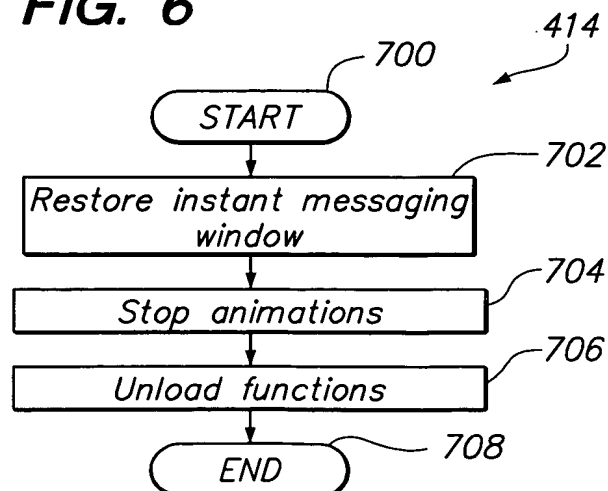 FIG. 6
414
700
START
702
Restore instant messaging
window
704
Stop animations
706
Unload functions
708
END